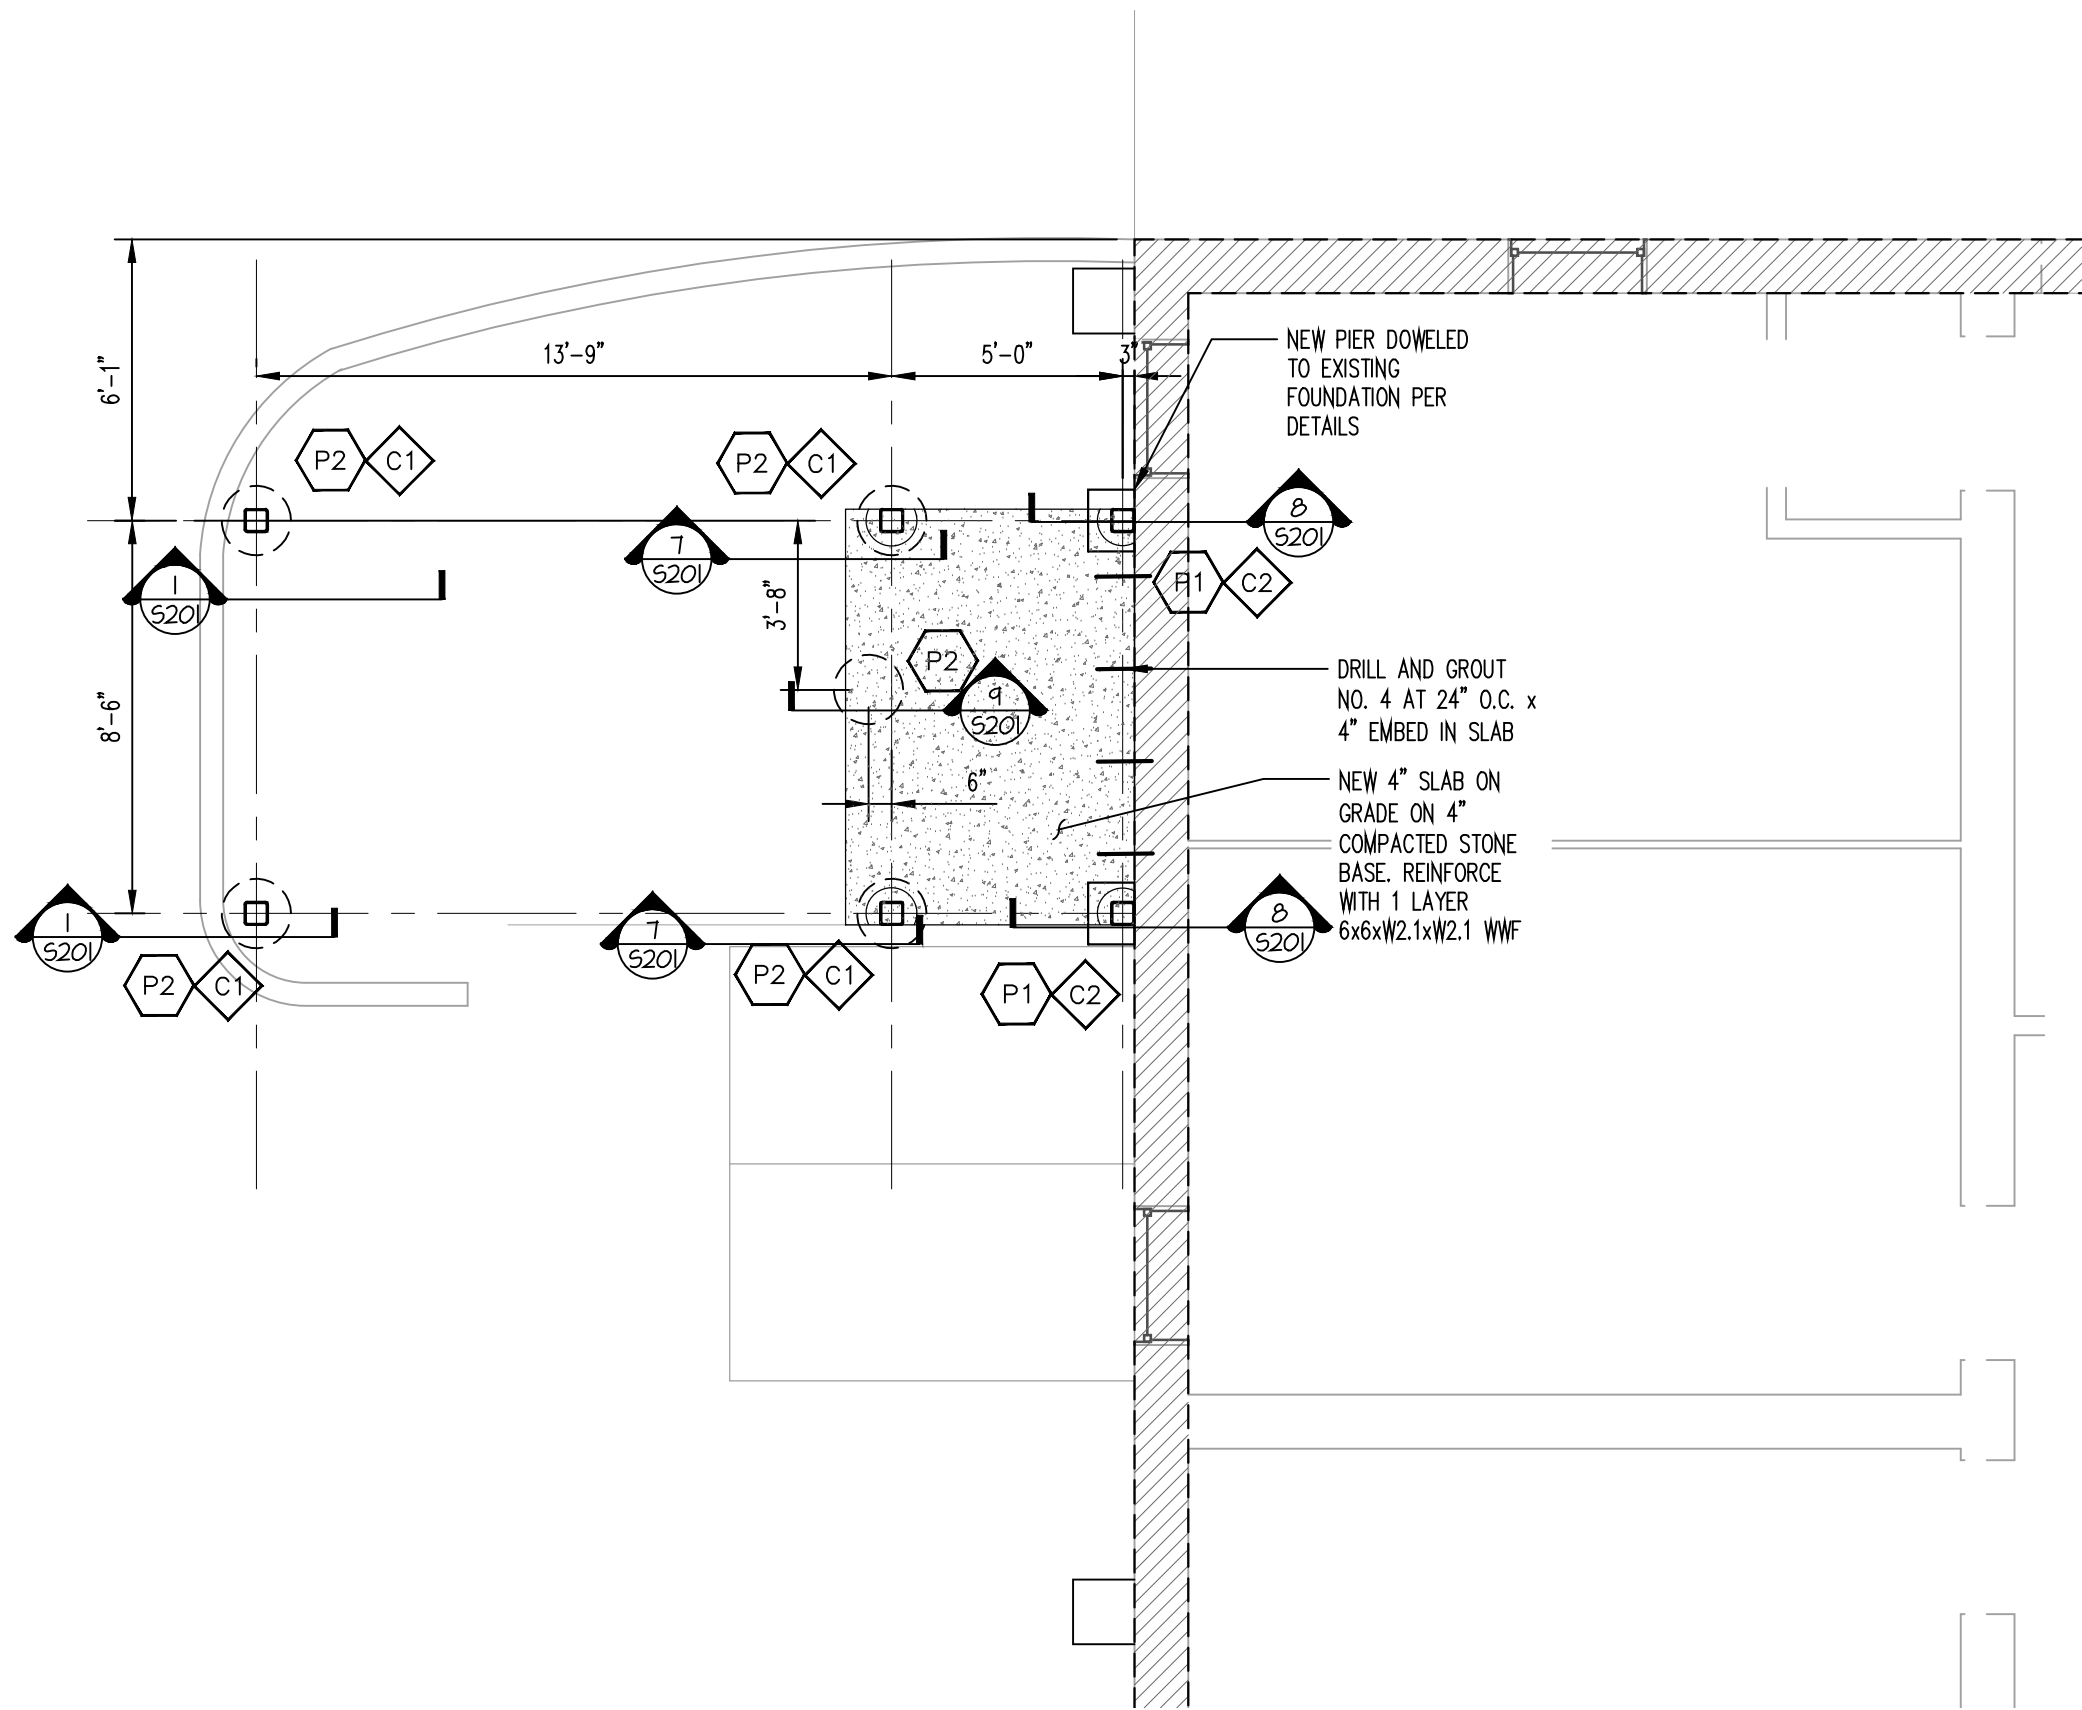 13'-9"
5'-0"
3"
NEW PIER DOWELED
TO EXISTING
FOUNDATION PER
DETAILS
6'-1"
P2
C1
P2
C1
8
S201
7
S201
1
S201
P1
C2
3'-8"
P2
9
S201
DRILL AND GROUT
NO. 4 AT 24" O.C. x
4" EMBED IN SLAB
8'-6"
6"
NEW 4" SLAB ON
GRADE ON 4"
COMPACTED STONE
BASE. REINFORCE
WITH 1 LAYER
6x6xW2.1xW2.1 WWF
1
S201
7
S201
8
S201
P2
C1
P2
C1
P1
C2